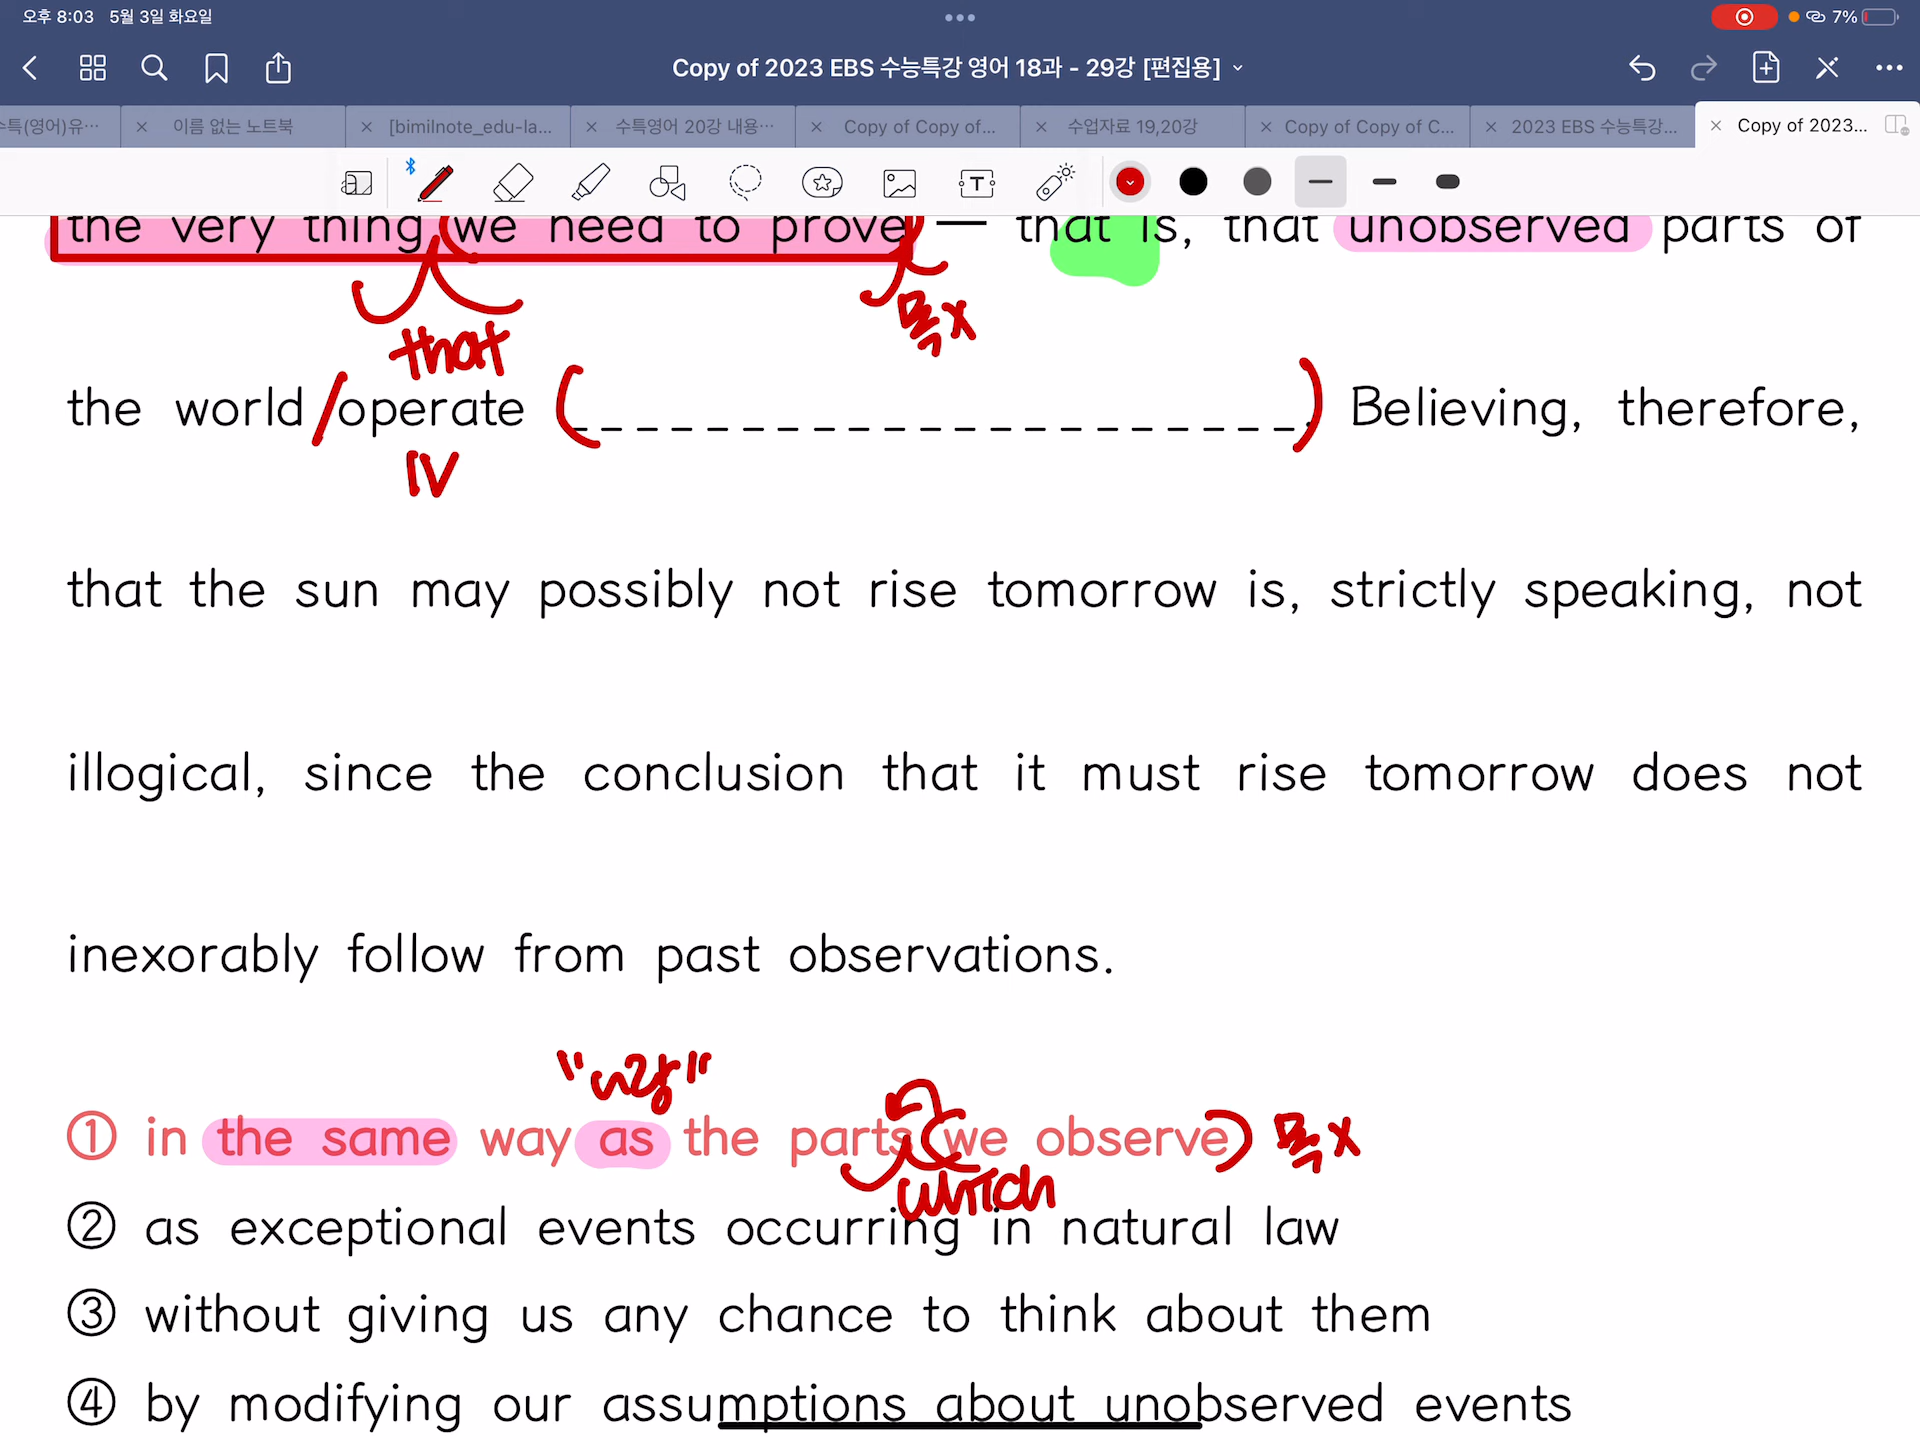 오후 8:03 5월 3일 화요일
7%
Copy of 2023 EBS 수능특강 영어 18과 - 29강 [편집용]
수특(영어)유… 이름 없는 노트북 [bimilnote_edu-la... 수특영어 20강 내용… Copy of Copy of... 수업자료 19,20강 Copy of Copy of C... 2023 EBS 수능특강... Copy of 2023...
the very thing we need to prove — that is, that unobserved parts of
that 목x
the world / operate ( _ _ _ _ _ _ _ _ _ _ _ _ _ _ _ _ _ _ _ _ _ .) Believing, therefore,
1V
that the sun may possibly not rise tomorrow is, strictly speaking, not
illogical, since the conclusion that it must rise tomorrow does not
inexorably follow from past observations.
① in the same way as the parts (we observe) 목x
which
② as exceptional events occurring in natural law
③ without giving us any chance to think about them
④ by modifying our assumptions about unobserved events